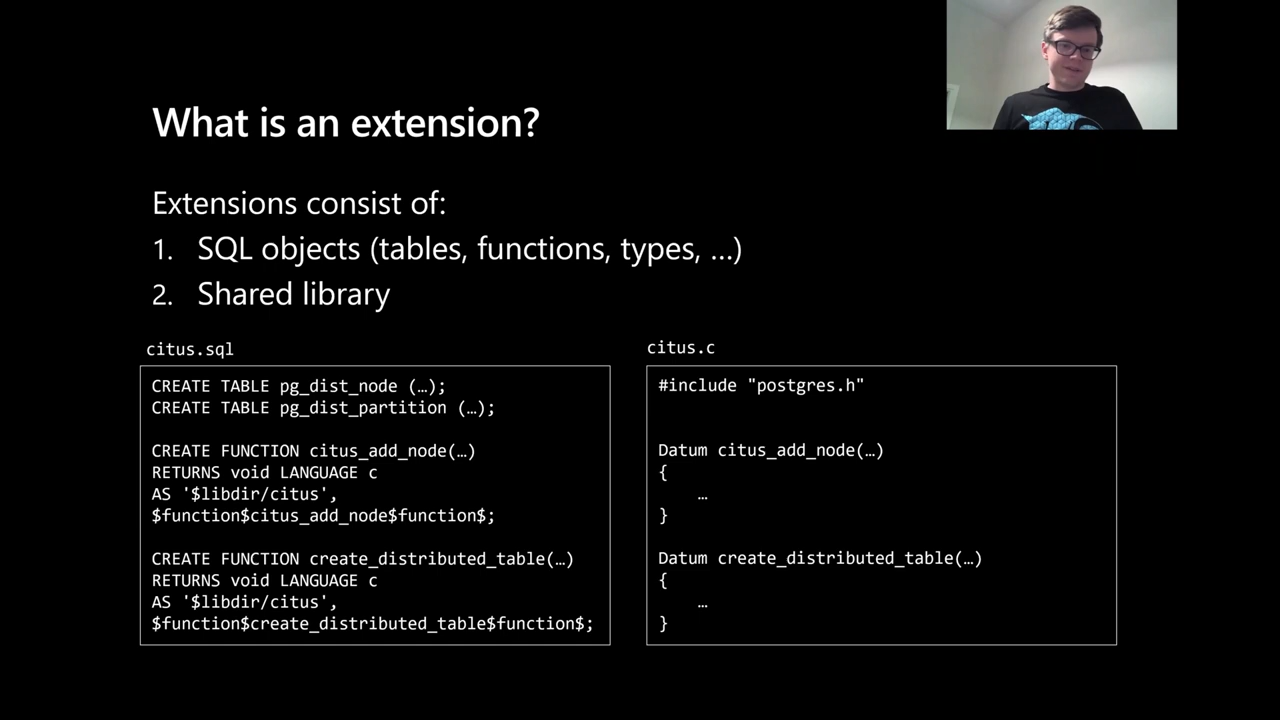 What is an extension?
Extensions consist of:
1. SQL objects (tables, functions, types, …)
2. Shared library
citus.sql
CREATE TABLE pg_dist_node (…);
CREATE TABLE pg_dist_partition (…);
CREATE FUNCTION citus_add_node(…)
RETURNS void LANGUAGE c
AS '$libdir/citus',
$function$citus_add_node$function$;
CREATE FUNCTION create_distributed_table(…)
RETURNS void LANGUAGE c
AS '$libdir/citus',
$function$create_distributed_table$function$;
citus.c
#include "postgres.h"
Datum citus_add_node(…)
{
…
}
Datum create_distributed_table(…)
{
…
}